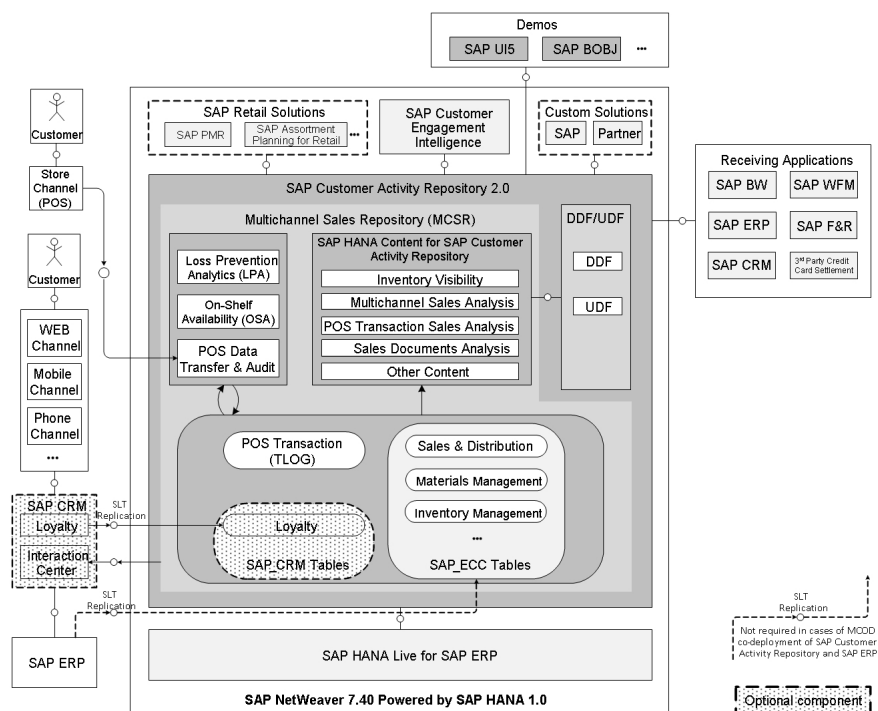 Demos
SAP UI5
SAP BOBJ
•••
SAP Retail Solutions
SAP PMR
SAP Assortment
Planning for Retail
•••
SAP Customer
Engagement
Intelligence
Custom Solutions
SAP
Partner
Customer
Store
Channel
(POS)
Customer
WEB
Channel
Mobile
Channel
Phone
Channel
•••
SAP CRM
Loyalty
Interaction
Center
SAP ERP
SLT
Replication
SLT
Replication
SAP Customer Activity Repository 2.0
Multichannel Sales Repository (MCSR)
Loss Prevention
Analytics (LPA)
On-Shelf
Availability (OSA)
POS Data
Transfer & Audit
SAP HANA Content for SAP Customer
Activity Repository
Inventory Visibility
Multichannel Sales Analysis
POS Transaction Sales Analysis
Sales Documents Analysis
Other Content
DDF/UDF
DDF
UDF
POS Transaction
(TLOG)
Loyalty
SAP_CRM Tables
Sales & Distribution
Materials Management
Inventory Management
•••
SAP_ECC Tables
SAP HANA Live for SAP ERP
SAP NetWeaver 7.40 Powered by SAP HANA 1.0
Receiving Applications
SAP BW
SAP WFM
SAP ERP
SAP F&R
SAP CRM
3rd Party Credit
Card Settlement
SLT
Replication
Not required in cases of MCOD
co-deployment of SAP Customer
Activity Repository and SAP ERP
Optional component